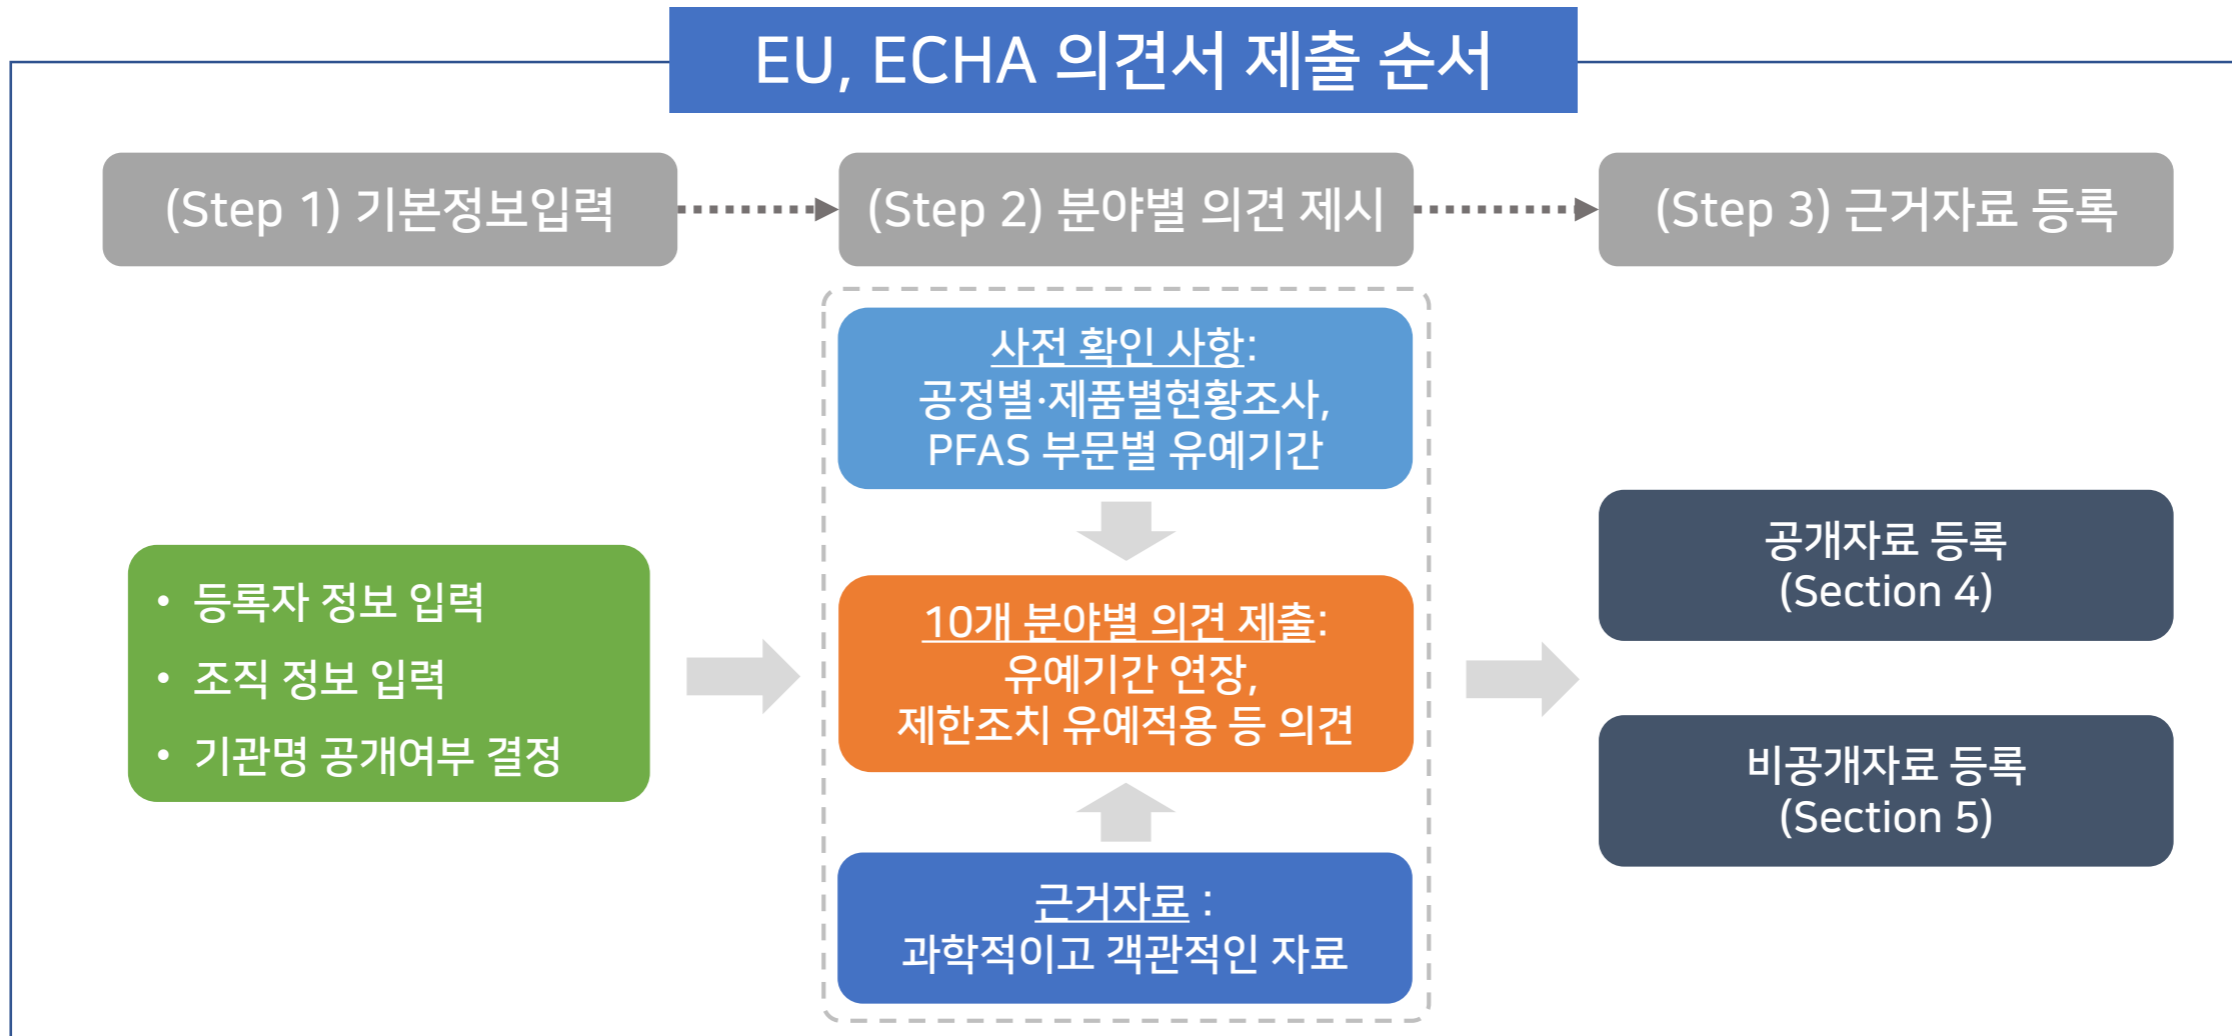 EU, ECHA 의견서 제출 순서
(Step 1) 기본정보입력
(Step 2) 분야별 의견 제시
(Step 3) 근거자료 등록
• 등록자 정보 입력
• 조직 정보 입력
• 기관명 공개여부 결정
사전 확인 사항:
공정별·제품별현황조사,
PFAS 부문별 유예기간
10개 분야별 의견 제출:
유예기간 연장,
제한조치 유예적용 등 의견
근거자료 :
과학적이고 객관적인 자료
공개자료 등록
(Section 4)
비공개자료 등록
(Section 5)